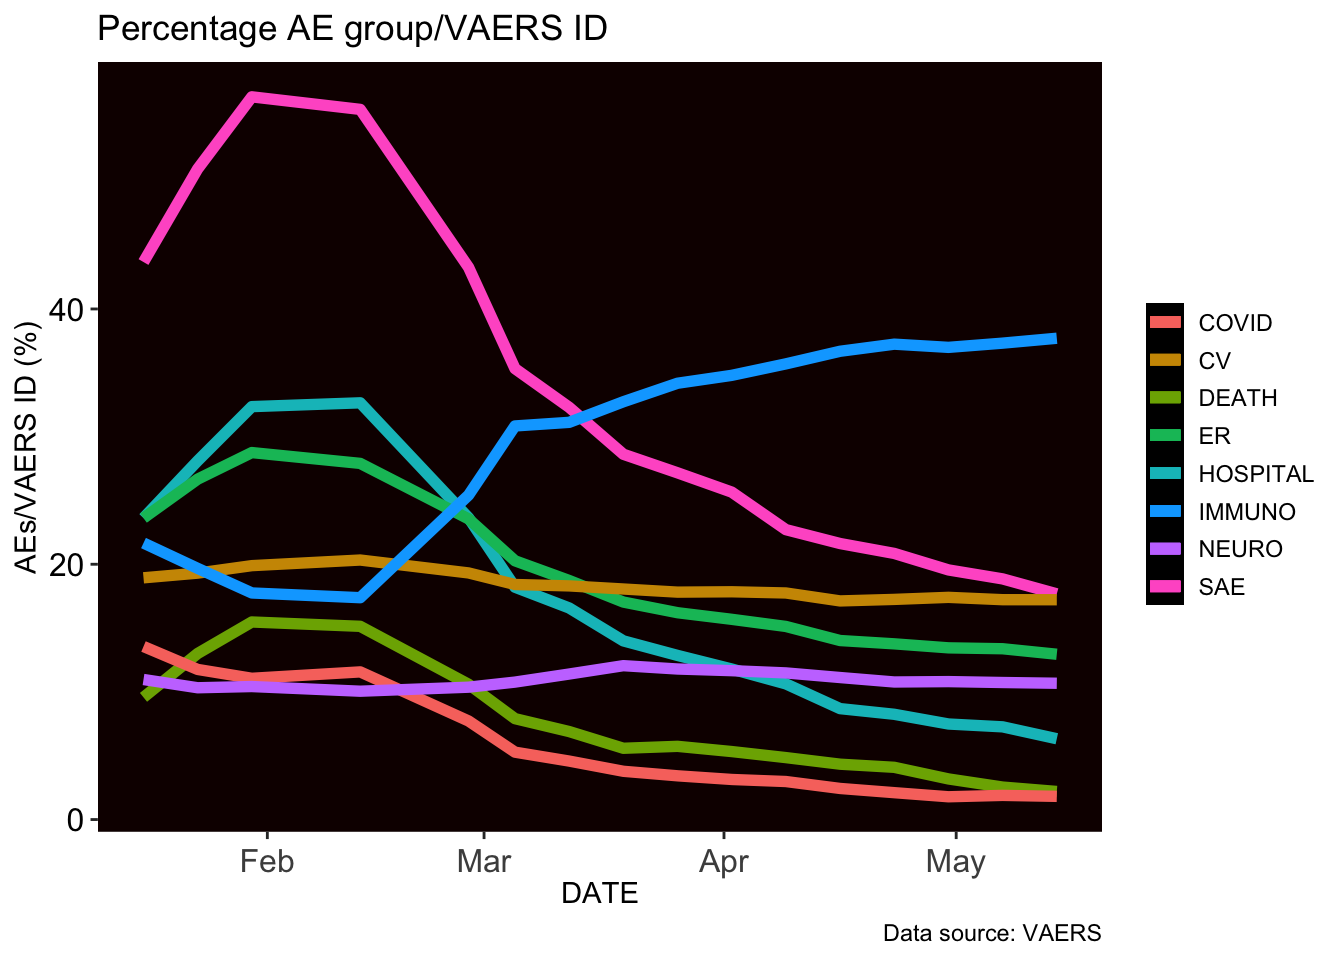 Percentage AE group/VAERS ID
AEs/VAERS ID (%)
40
20
0
Feb
Mar
Apr
May
DATE
COVID
CV
DEATH
ER
HOSPITAL
IMMUNO
NEURO
SAE
Data source: VAERS